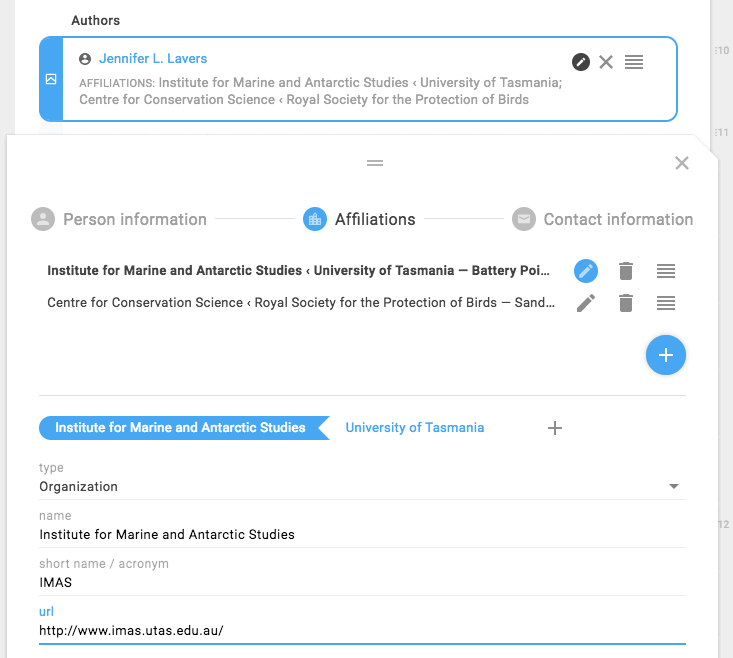 Authors
Jennifer L. Lavers
AFFILIATIONS: Institute for Marine and Antarctic Studies ‹ University of Tasmania;
Centre for Conservation Science ‹ Royal Society for the Protection of Birds
10
11
Person information
Affiliations
Contact information
Institute for Marine and Antarctic Studies ‹ University of Tasmania — Battery Poi...
Centre for Conservation Science ‹ Royal Society for the Protection of Birds — Sand...
Institute for Marine and Antarctic Studies
University of Tasmania
type
Organization
name
12
Institute for Marine and Antarctic Studies
short name / acronym
IMAS
url
http://www.imas.utas.edu.au/